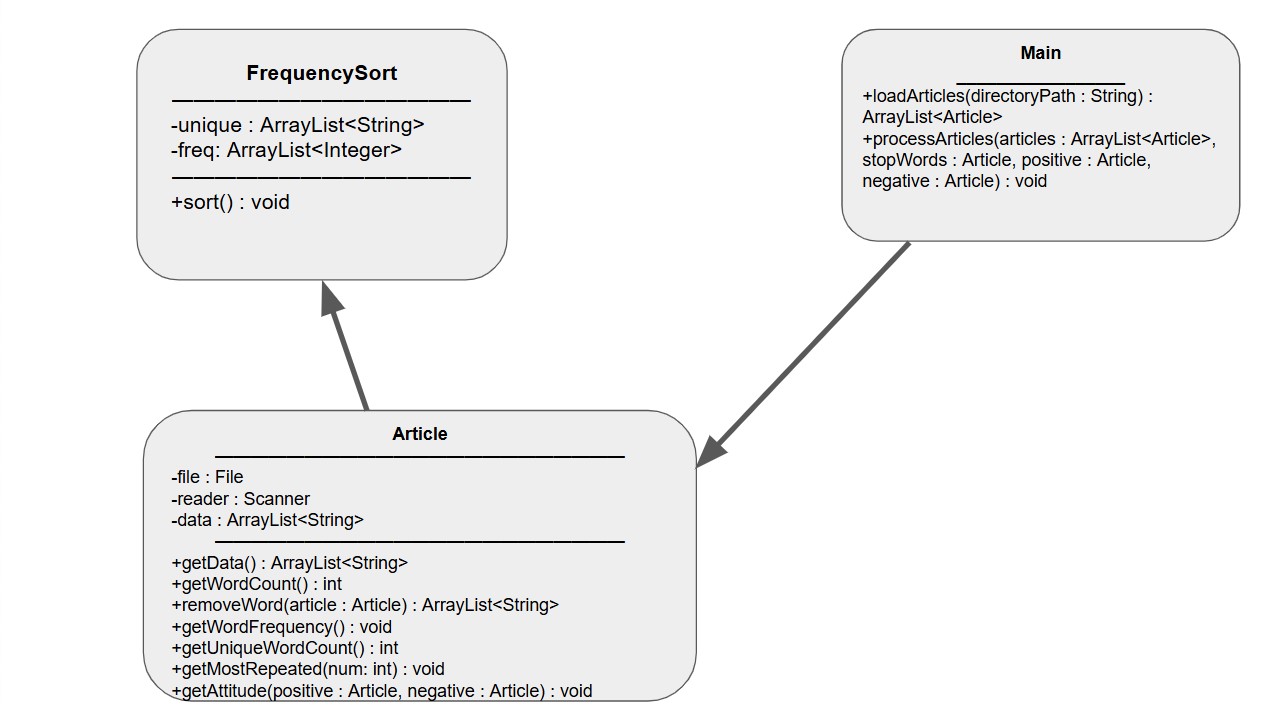 FrequencySort
-unique : ArrayList<String>
-freq: ArrayList<Integer>
+sort() : void
Main
+loadArticles(directoryPath : String) :
ArrayList<Article>
+processArticles(articles : ArrayList<Article>,
stopWords : Article, positive : Article,
negative : Article) : void
Article
-file : File
-reader : Scanner
-data : ArrayList<String>
+getData() : ArrayList<String>
+getWordCount() : int
+removeWord(article : Article) : ArrayList<String>
+getWordFrequency() : void
+getUniqueWordCount() : int
+getMostRepeated(num: int) : void
+getAttitude(positive : Article, negative : Article) : void